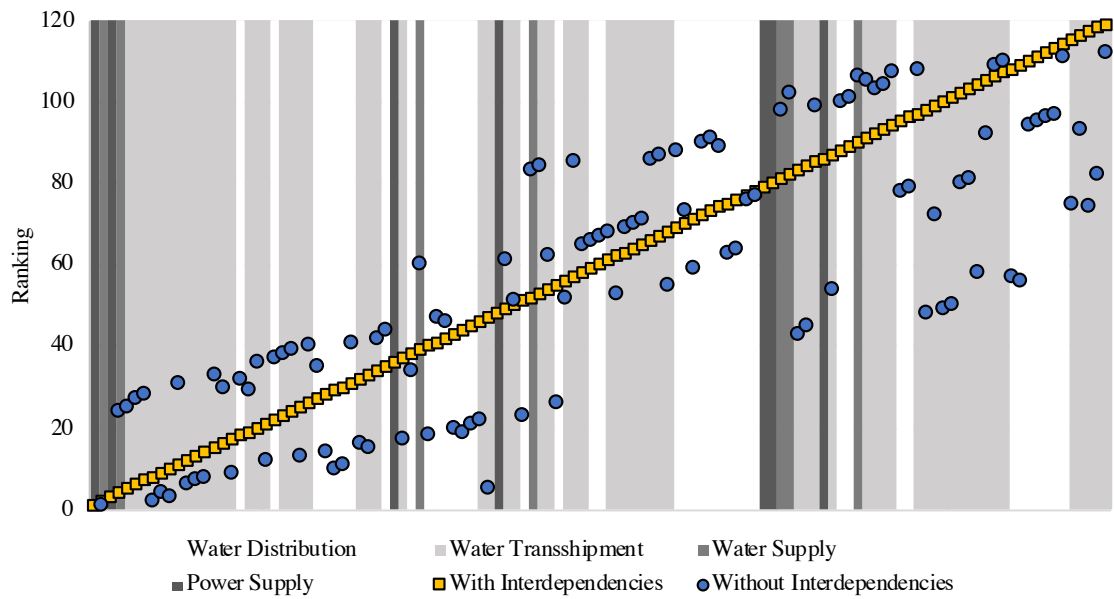 120
100
80
60
40
20
0
Ranking
Water Distribution Water Transshipment Water Supply
Power Supply With Interdependencies Without Interdependencies